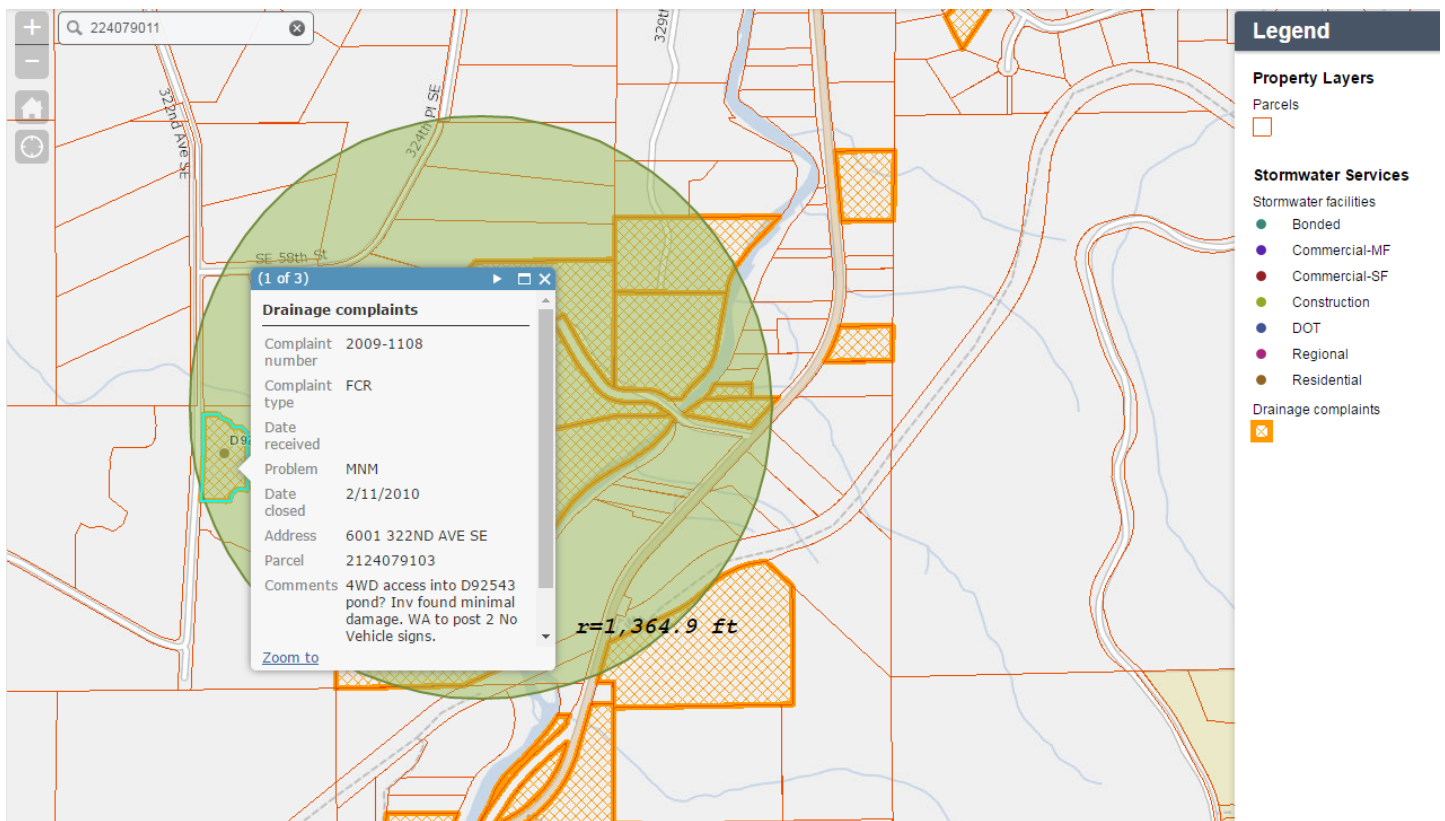 224079011
329th
322nd Ave SE
324th Pl SE
SE 58th St
(1 of 3)
Drainage complaints
Complaint number 2009-1108
Complaint type FCR
Date received
Problem MNM
Date closed 2/11/2010
Address 6001 322ND AVE SE
Parcel 2124079103
Comments 4WD access into D92543
pond? Inv found minimal
damage. WA to post 2 No
Vehicle signs.
Zoom to
D92
r=1,364.9 ft
Legend
Property Layers
Parcels
Stormwater Services
Stormwater facilities
Bonded
Commercial-MF
Commercial-SF
Construction
DOT
Regional
Residential
Drainage complaints